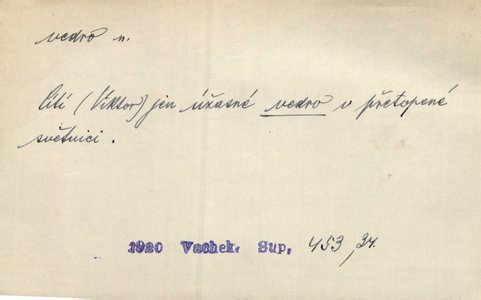 vedro n.
Cítí (Viktor) jen úžasné vedro v přetopené
světnici.
1920 Vachek, Sup, 453, 34.